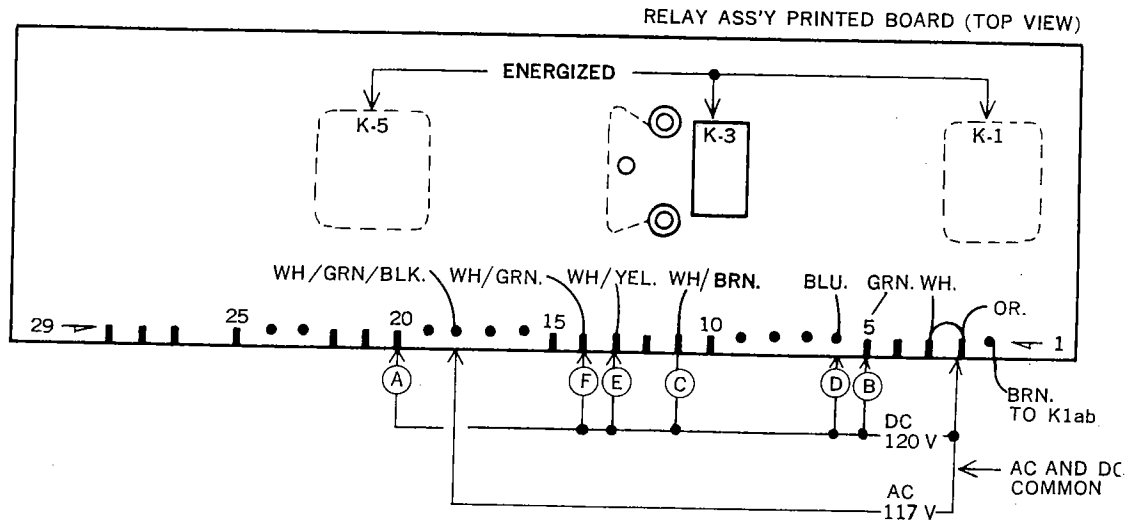 RELAY ASS'Y PRINTED BOARD (TOP VIEW)
ENERGIZED
K-5
K-3
K-1
WH/GRN/BLK.
WH/GRN.
WH/YEL.
WH/BRN.
BLU.
GRN.
WH.
OR.
29
25
20
15
10
5
1
A
F
E
C
D
B
BRN.
TO K1ab
DC
120 V
AC AND DC
COMMON
AC
117 V